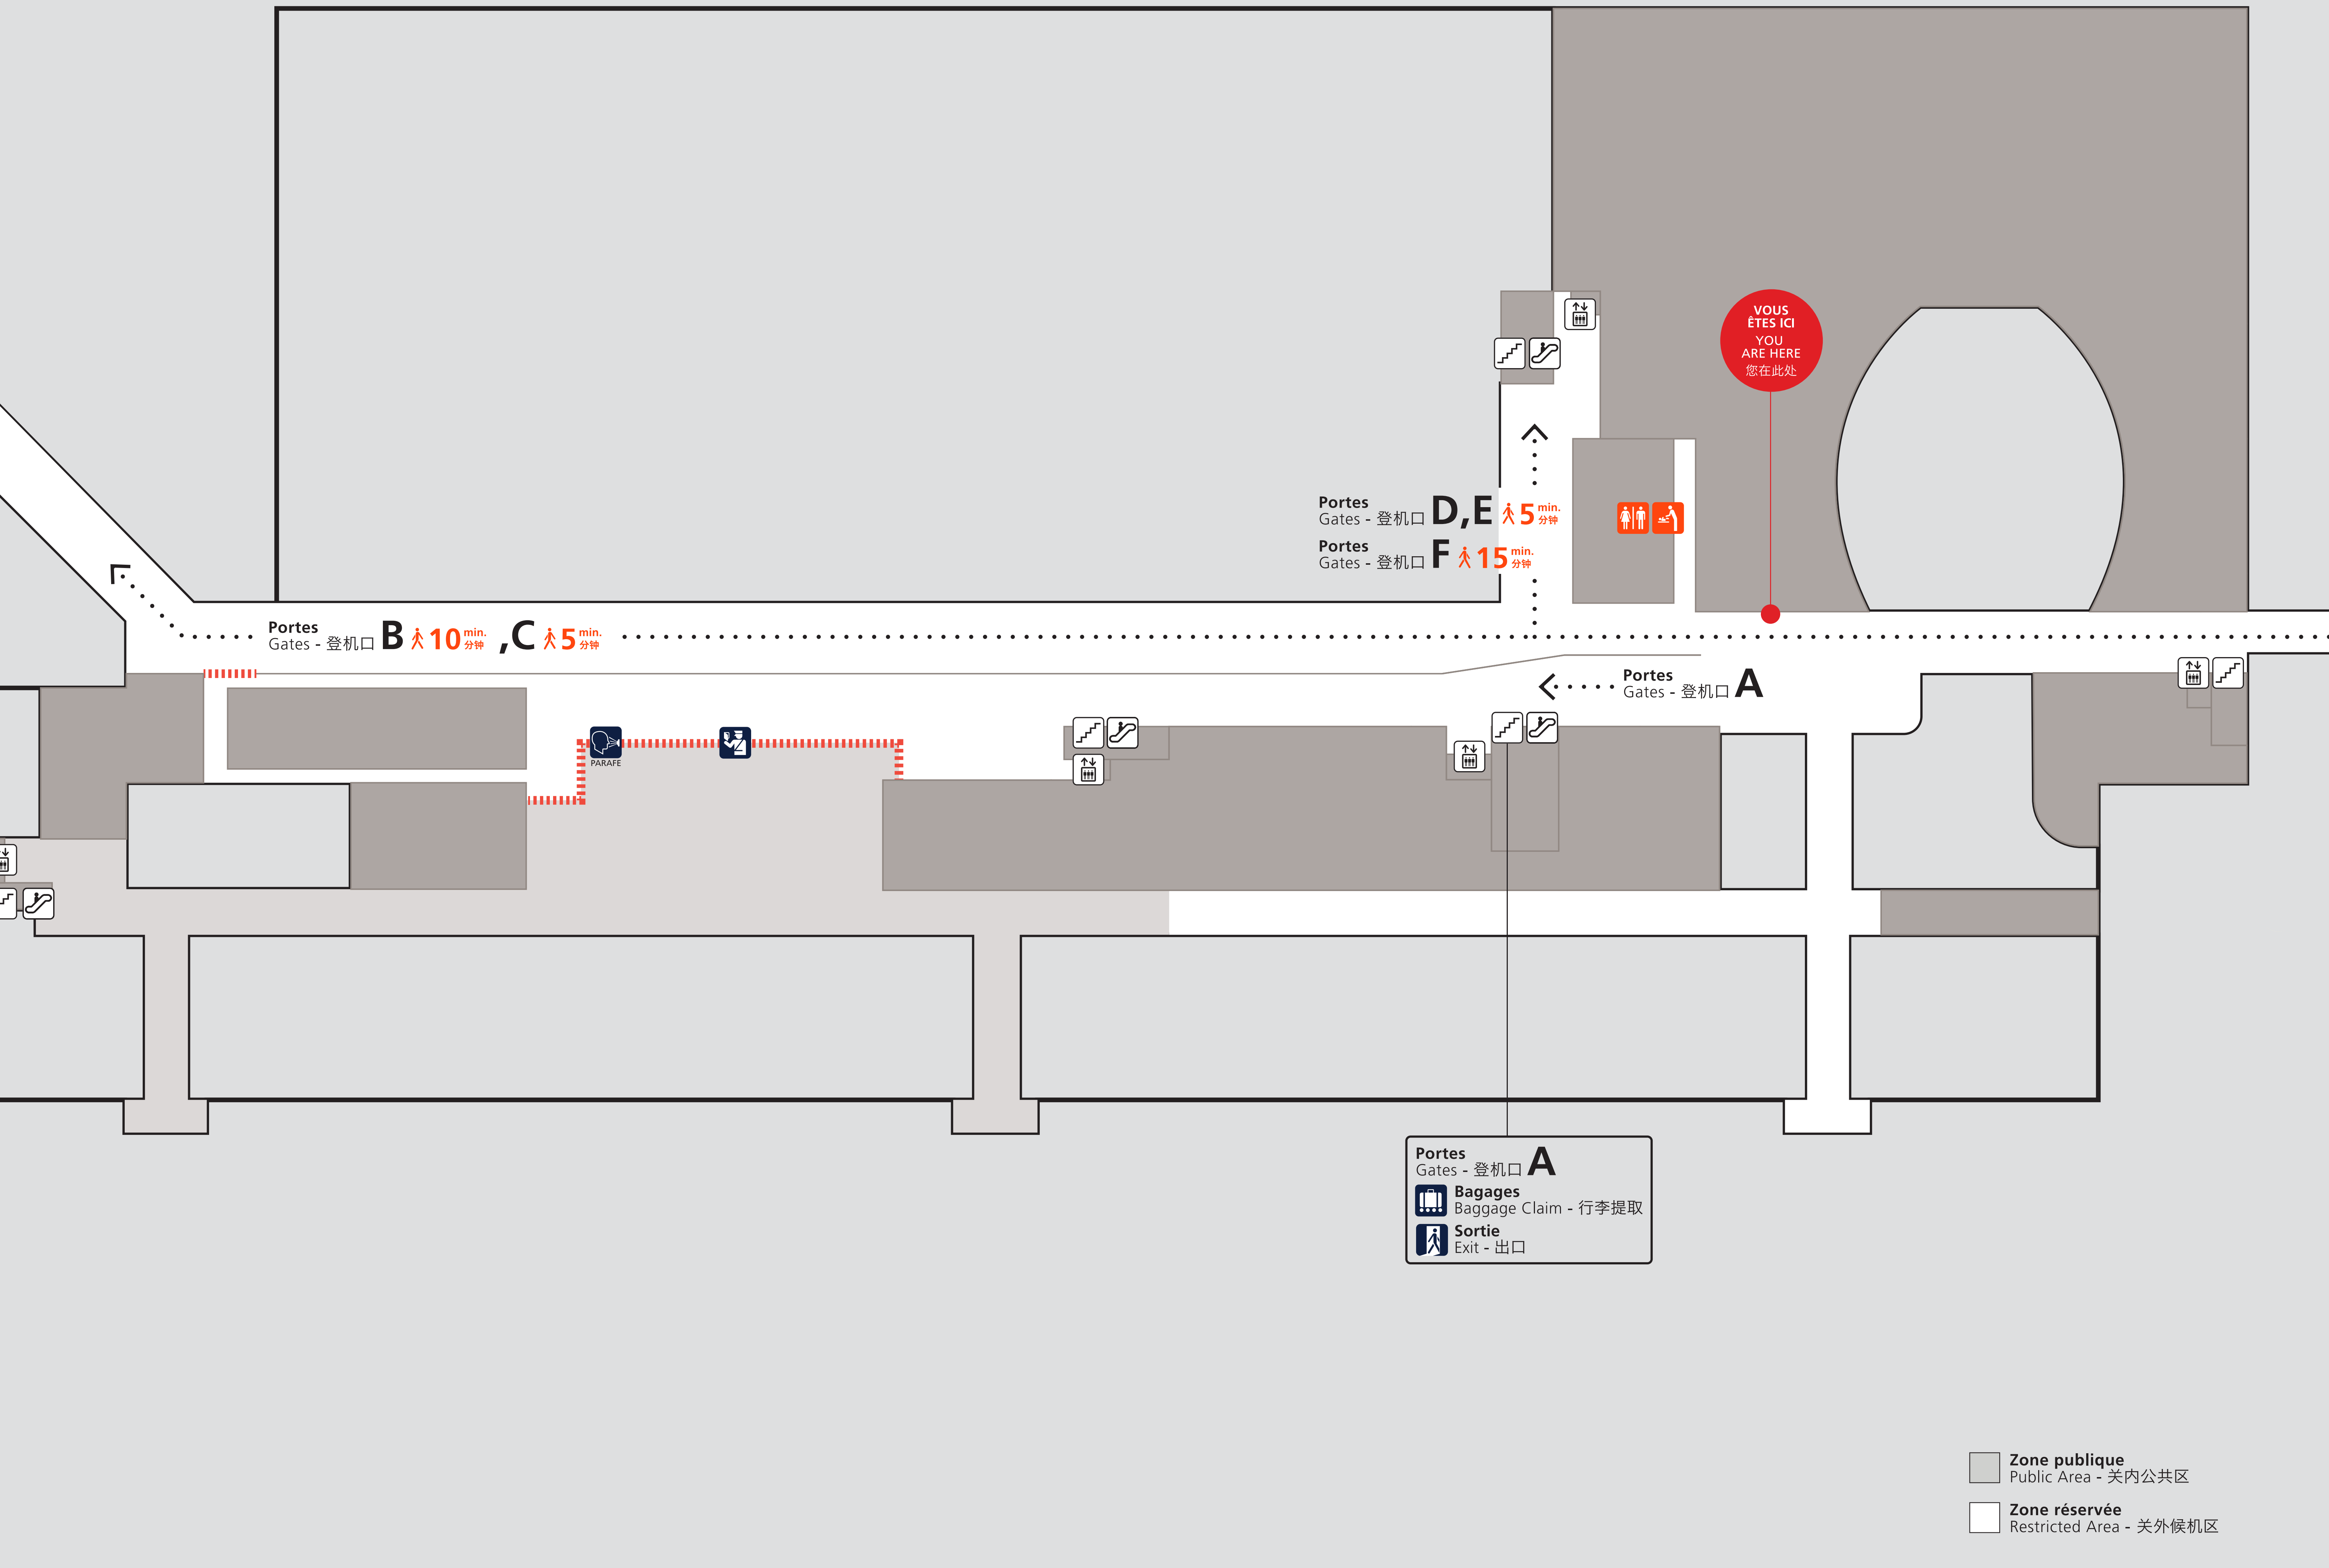 VOUS
ÊTES ICI
YOU
ARE HERE
您在此处
Portes
Gates - 登机口 D,E 5 min. 分钟
Portes
Gates - 登机口 F 15 min. 分钟
Portes
Gates - 登机口 B 10 min. 分钟 ,C 5 min. 分钟
Portes
Gates - 登机口 A
PARAFE
Portes
Gates - 登机口 A
Bagages
Baggage Claim - 行李提取
Sortie
Exit - 出口
Zone publique
Public Area - 关内公共区
Zone réservée
Restricted Area - 关外候机区